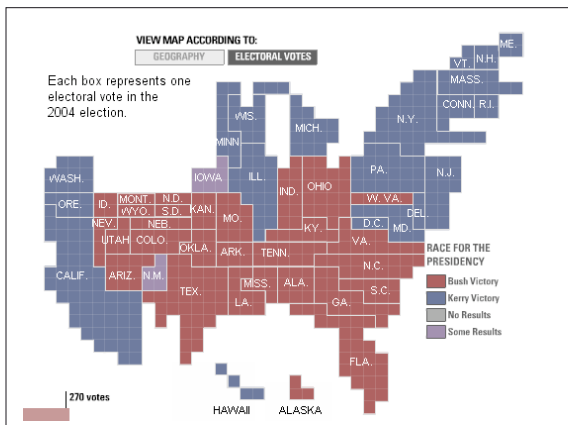 VIEW MAP ACCORDING TO:
GEOGRAPHY
ELECTORAL VOTES
Each box represents one
electoral vote in the
2004 election.
ME.
VT.
N.H.
MASS.
CONN.
R.I.
N.Y.
WIS.
MICH.
MINN
WASH.
ORE.
IOWA
ILL.
IND.
OHIO
PA.
N.J.
ID.
MONT.
N.D.
WYO.
S.D.
KAN.
MO.
W. VA.
DEL
D.C.
MD.
NEV.
NEB.
UTAH
COLO.
OKLA.
KY.
VA.
ARK.
TENN.
N.C.
CALIF.
ARIZ.
N.M.
TEX.
MISS.
ALA.
S.C.
LA.
GA.
FLA.
RACE FOR THE
PRESIDENCY
Bush Victory
Kerry Victory
No Results
Some Results
270 votes
HAWAII
ALASKA